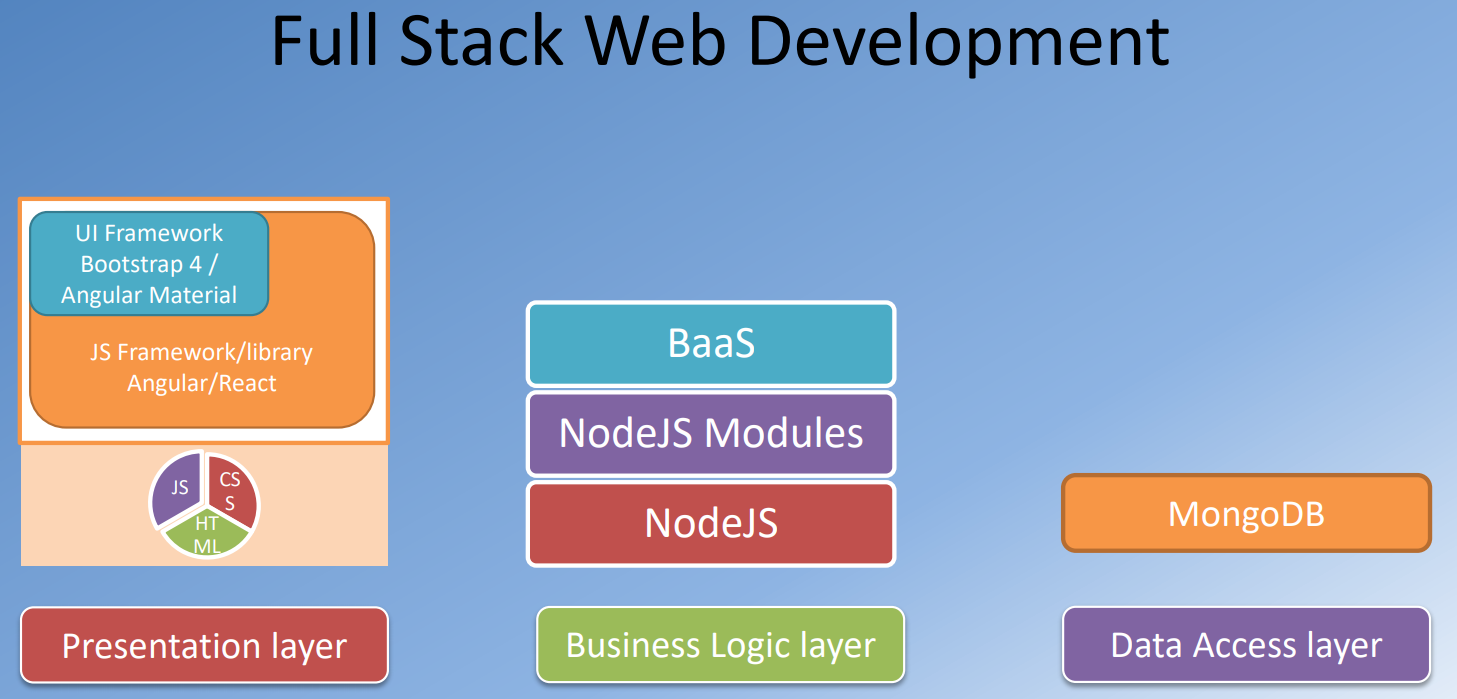 Full Stack Web Development
UI Framework
Bootstrap 4 /
Angular Material
JS Framework/library
Angular/React
JS
CS
S
HT
ML
Presentation layer
BaaS
NodeJS Modules
NodeJS
Business Logic layer
MongoDB
Data Access layer